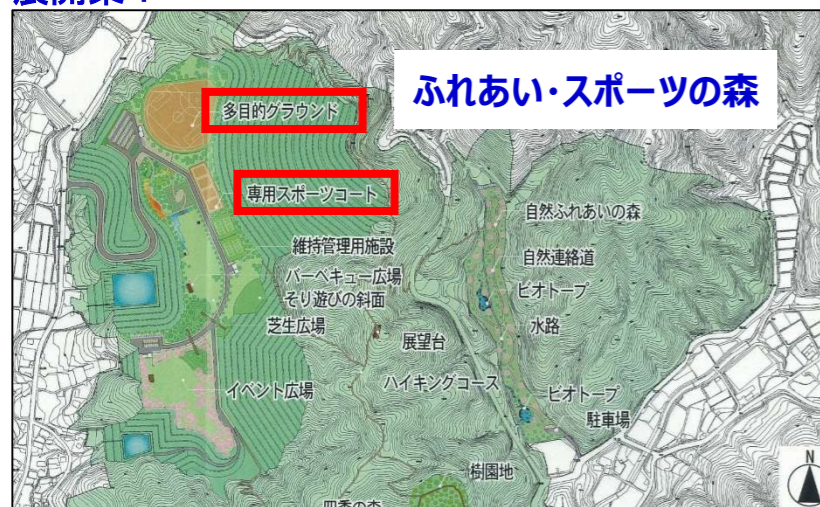 ふれあい・スポーツの森
多目的グラウンド
専用スポーツコート
自然ふれあいの森
維持管理用施設
自然連絡道
バーベキュー広場
ビオトープ
そり遊びの斜面
芝生広場
水路
展望台
ハイキングコース
イベント広場
ビオトープ
駐車場
樹園地
N